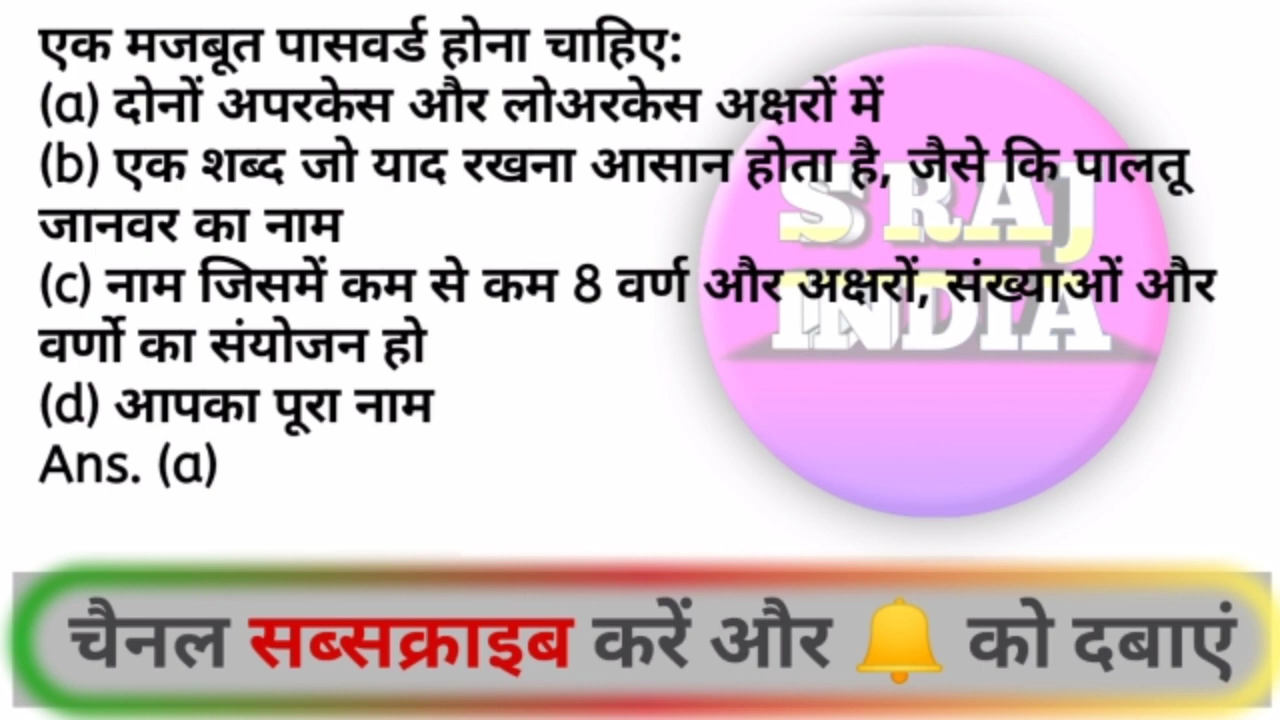 एक मजबूत पासवर्ड होना चाहिए:
(a) दोनों अपरकेस और लोअरकेस अक्षरों में
(b) एक शब्द जो याद रखना आसान होता है, जैसे कि पालतू
जानवर का नाम
(c) नाम जिसमें कम से कम 8 वर्ण और अक्षरों, संख्याओं और
वर्णो का संयोजन हो
(d) आपका पूरा नाम
Ans. (a)
S RAJ
INDIA
चैनल सब्सक्राइब करें और 🔔 को दबाएं